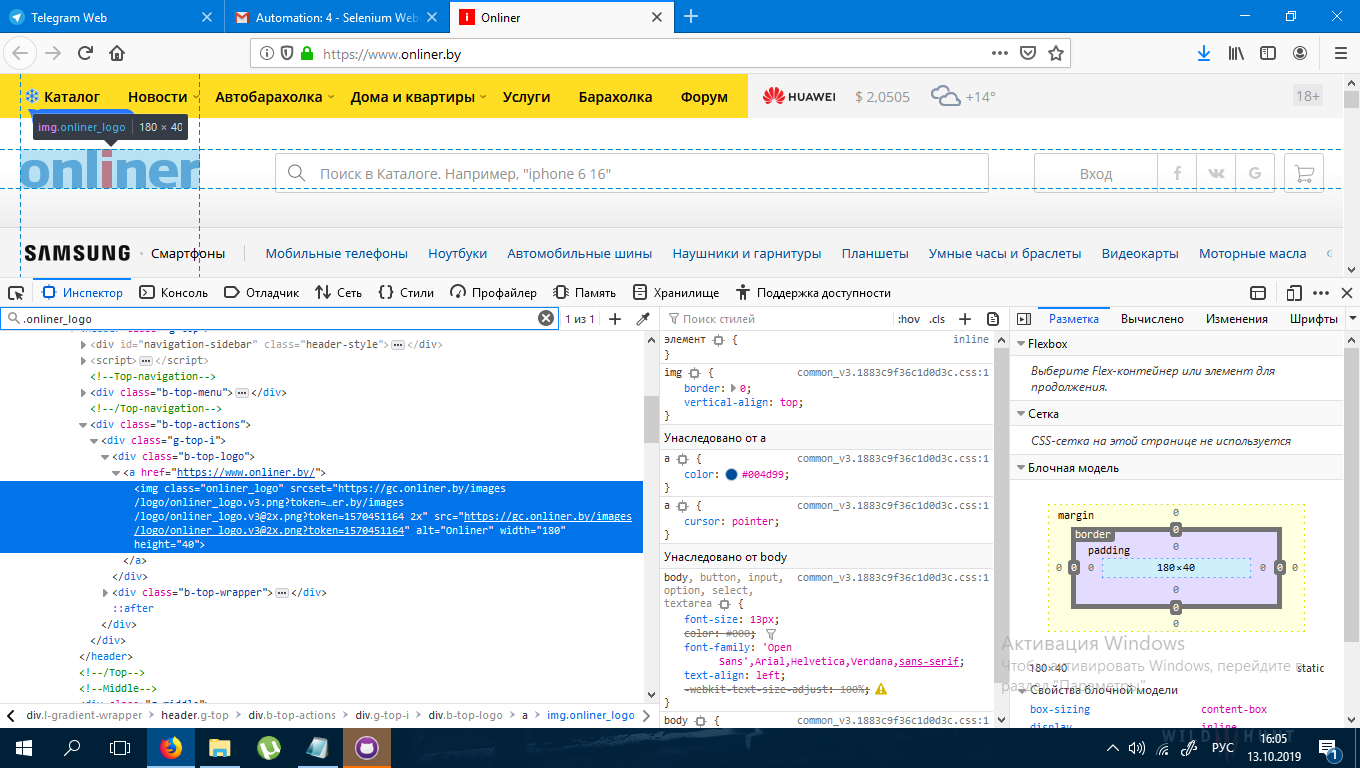 Telegram Web
Automation: 4 - Selenium Web
Onliner
https://www.onliner.by
Каталог Новости Автобарахолка Дома и квартиры Услуги Барахолка Форум
HUAWEI $ 2,0505 +14° 18+
img.onliner_logo 180 × 40
onliner
Поиск в Каталоге. Например, "iphone 6 16"
Вход
SAMSUNG Смартфоны Мобильные телефоны Ноутбуки Автомобильные шины Наушники и гарнитуры Планшеты Умные часы и браслеты Видеокарты Моторные масла
Инспектор Консоль Отладчик Сеть Стили Профайлер Память Хранилище Поддержка доступности
.onliner_logo 1 из 1
<div id="navigation-sidebar" class="header-style"></div>
<script></script>
<!--Top-navigation-->
<div class="b-top-menu"></div>
<!--/Top-navigation-->
<div class="b-top-actions">
<div class="g-top-i">
<div class="b-top-logo">
<a href="https://www.onliner.by/">
<img class="onliner_logo" srcset="https://gc.onliner.by/images
/logo/onliner_logo.v3.png?token=…er.by/images
/logo/onliner_logo.v3@2x.png?token=1570451164 2x" src="https://gc.onliner.by/images
/logo/onliner_logo.v3@2x.png?token=1570451164" alt="Onliner" width="180"
height="40">
</a>
</div>
<div class="b-top-wrapper"></div>
::after
</div>
</div>
</header>
<!--/Top-->
<!--Middle-->
div.l-gradient-wrapper header.g-top div.b-top-actions div.g-top-i div.b-top-logo a img.onliner_logo
Поиск стилей :hov .cls
элемент { inline
}
img { common_v3.1883c9f36c1d0d3c.css:1
border: 0;
vertical-align: top;
}
Унаследовано от a
a { common_v3.1883c9f36c1d0d3c.css:1
color: #004d99;
}
a { common_v3.1883c9f36c1d0d3c.css:1
cursor: pointer;
}
Унаследовано от body
body, button, input, common_v3.1883c9f36c1d0d3c.css:1
option, select,
textarea {
font-size: 13px;
color: #000;
font-family: 'Open
Sans',Arial,Helvetica,Verdana,sans-serif;
text-align: left;
-webkit-text-size-adjust: 100%;
}
body { common_v3.1883c9f36c1d0d3c.css:1
Разметка Вычислено Изменения Шрифты
Flexbox
Выберите Flex-контейнер или элемент для
продолжения.
Сетка
CSS-сетка на этой странице не используется
Блочная модель
margin 0
border 0
padding 0
0 0 0 180×40 0 0 0
0
0
0
180×40 static
Свойства блочной модели
box-sizing content-box
display inline
Активация Windows
Чтобы активировать Windows, перейдите в
раздел "Параметры".
РУС
16:05
13.10.2019
1